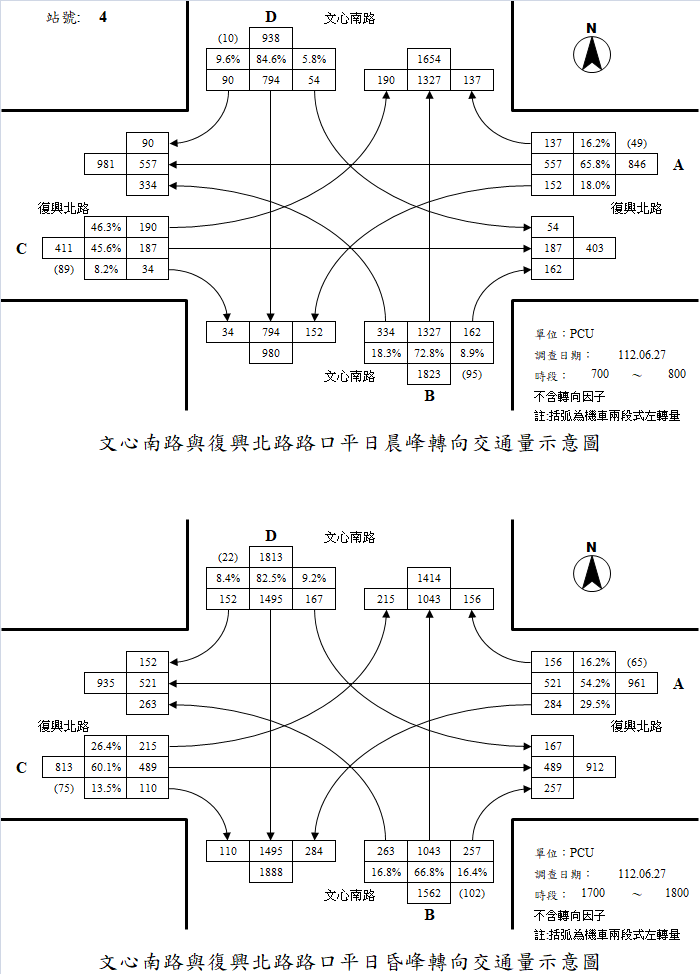 站號: 4
D 文心南路
(10) 938
9.6% 84.6% 5.8%
90 794 54
1654
190 1327 137
N
90
981 557
334
復興北路
137 16.2% (49)
557 65.8% 846 A
152 18.0%
復興北路
46.3% 190
C 411 45.6% 187
(89) 8.2% 34
54
187 403
162
34 794 152
980
文心南路
334 1327 162
18.3% 72.8% 8.9%
1823 (95)
B
單位：PCU
調查日期： 112.06.27
時段： 700 ～ 800
不含轉向因子
註:括弧為機車兩段式左轉量
文心南路與復興北路路口平日晨峰轉向交通量示意圖
D 文心南路
(22) 1813
8.4% 82.5% 9.2%
152 1495 167
1414
215 1043 156
N
152
935 521
263
復興北路
156 16.2% (65)
521 54.2% 961 A
284 29.5%
復興北路
26.4% 215
C 813 60.1% 489
(75) 13.5% 110
167
489 912
257
110 1495 284
1888
文心南路
263 1043 257
16.8% 66.8% 16.4%
1562 (102)
B
單位：PCU
調查日期： 112.06.27
時段： 1700 ～ 1800
不含轉向因子
註:括弧為機車兩段式左轉量
文心南路與復興北路路口平日昏峰轉向交通量示意圖